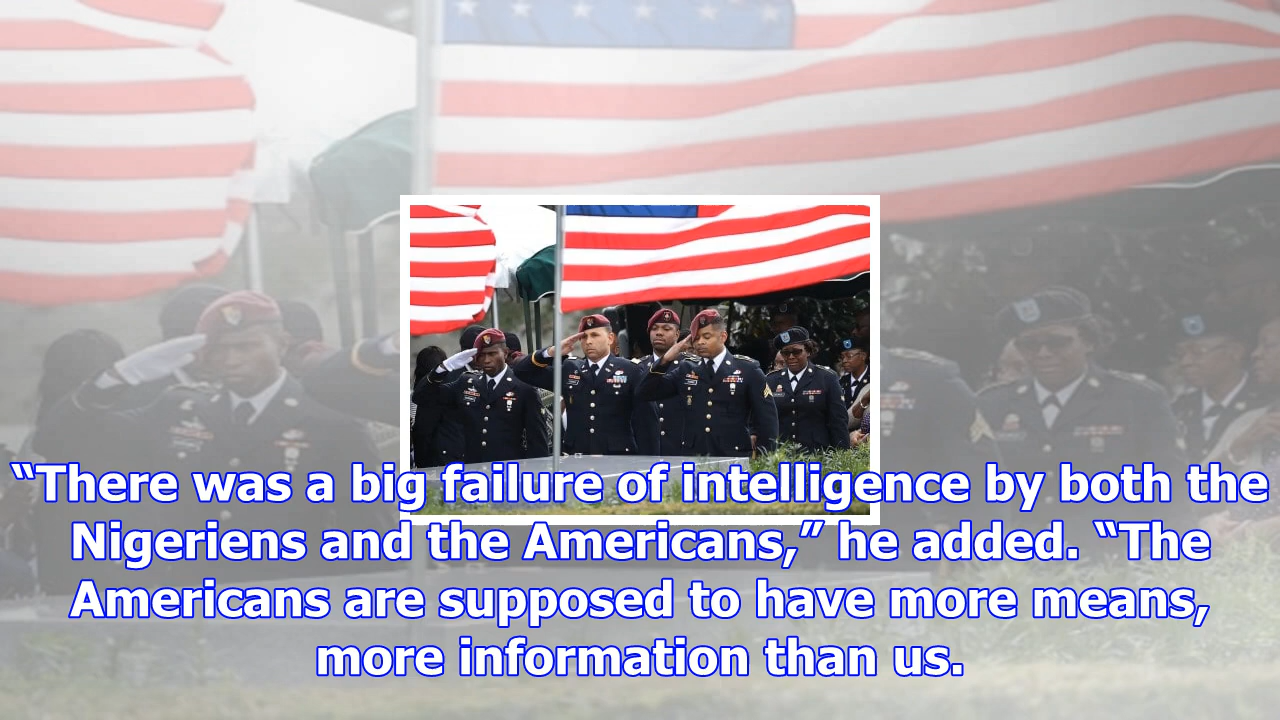 “There was a big failure of intelligence by both the
Nigeriens and the Americans,” he added. “The
Americans are supposed to have more means,
more information than us.